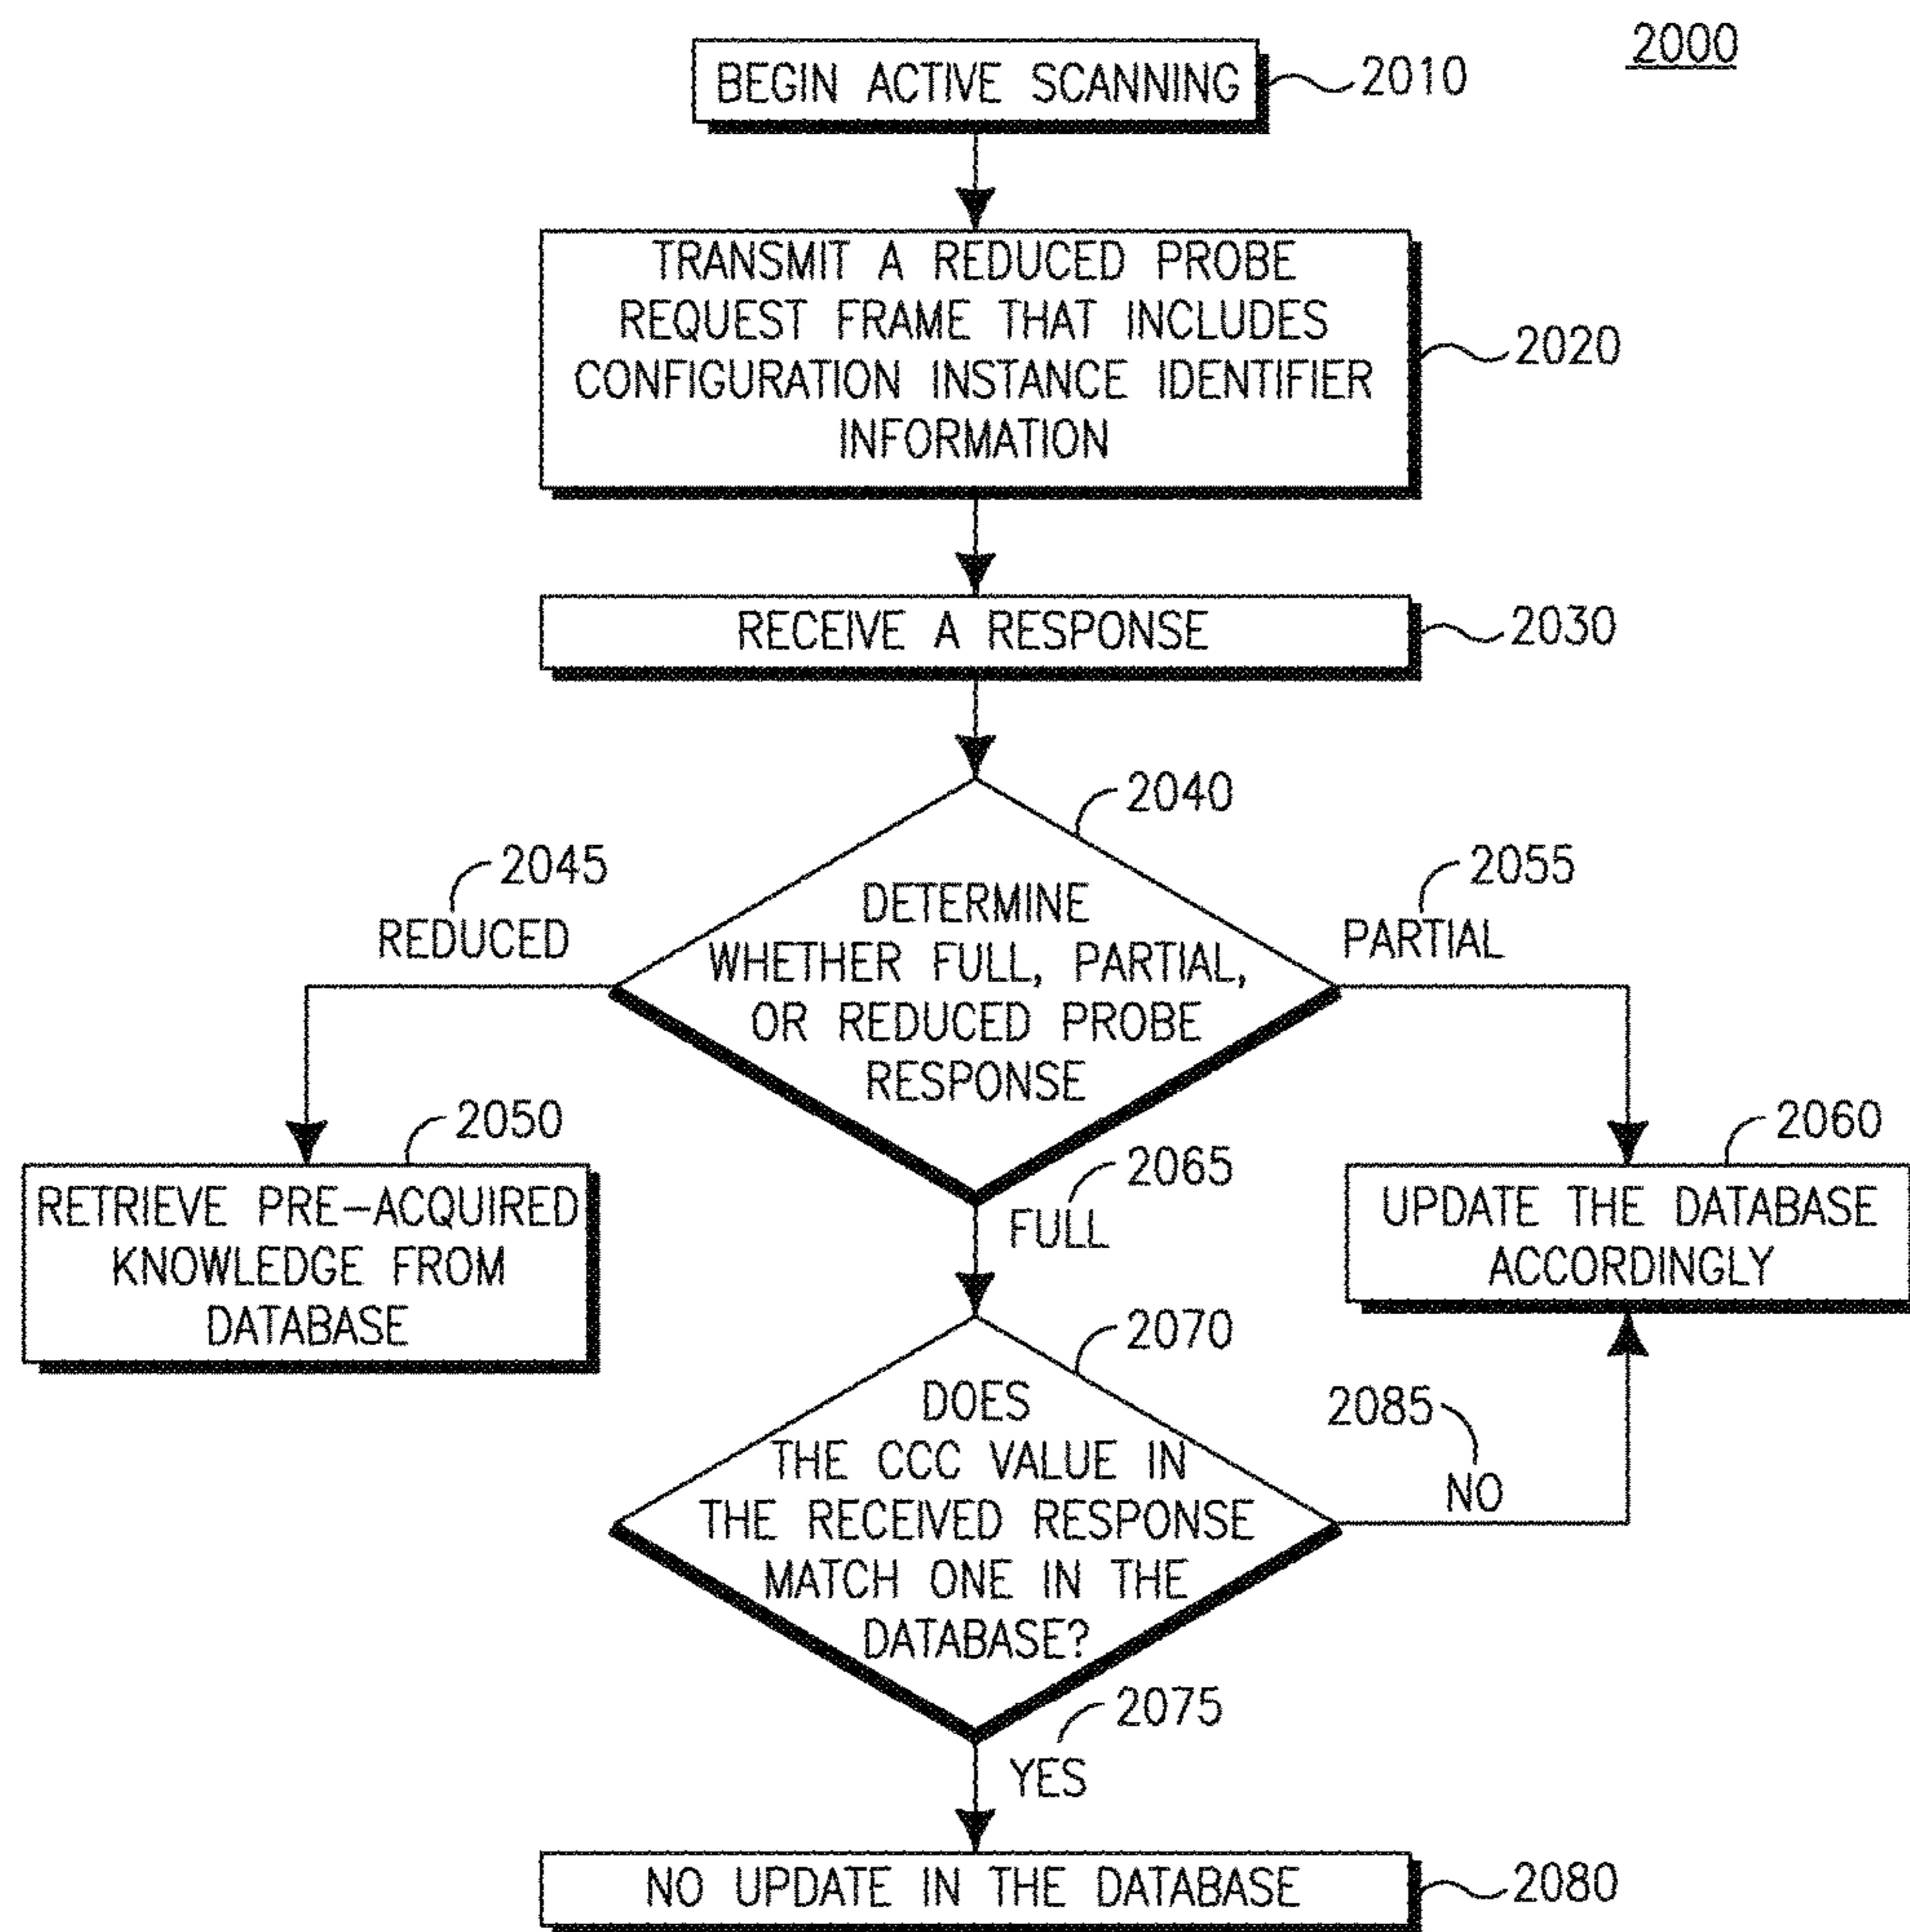 2000
BEGIN ACTIVE SCANNING
2010
TRANSMIT A REDUCED PROBE
REQUEST FRAME THAT INCLUDES
CONFIGURATION INSTANCE IDENTIFIER
INFORMATION
2020
RECEIVE A RESPONSE
2030
2040
DETERMINE
WHETHER FULL, PARTIAL,
OR REDUCED PROBE
RESPONSE
2045
REDUCED
2055
PARTIAL
2050
RETRIEVE PRE-ACQUIRED
KNOWLEDGE FROM
DATABASE
2065
FULL
2060
UPDATE THE DATABASE
ACCORDINGLY
2070
DOES
THE CCC VALUE IN
THE RECEIVED RESPONSE
MATCH ONE IN THE
DATABASE?
2085
NO
2075
YES
NO UPDATE IN THE DATABASE
2080